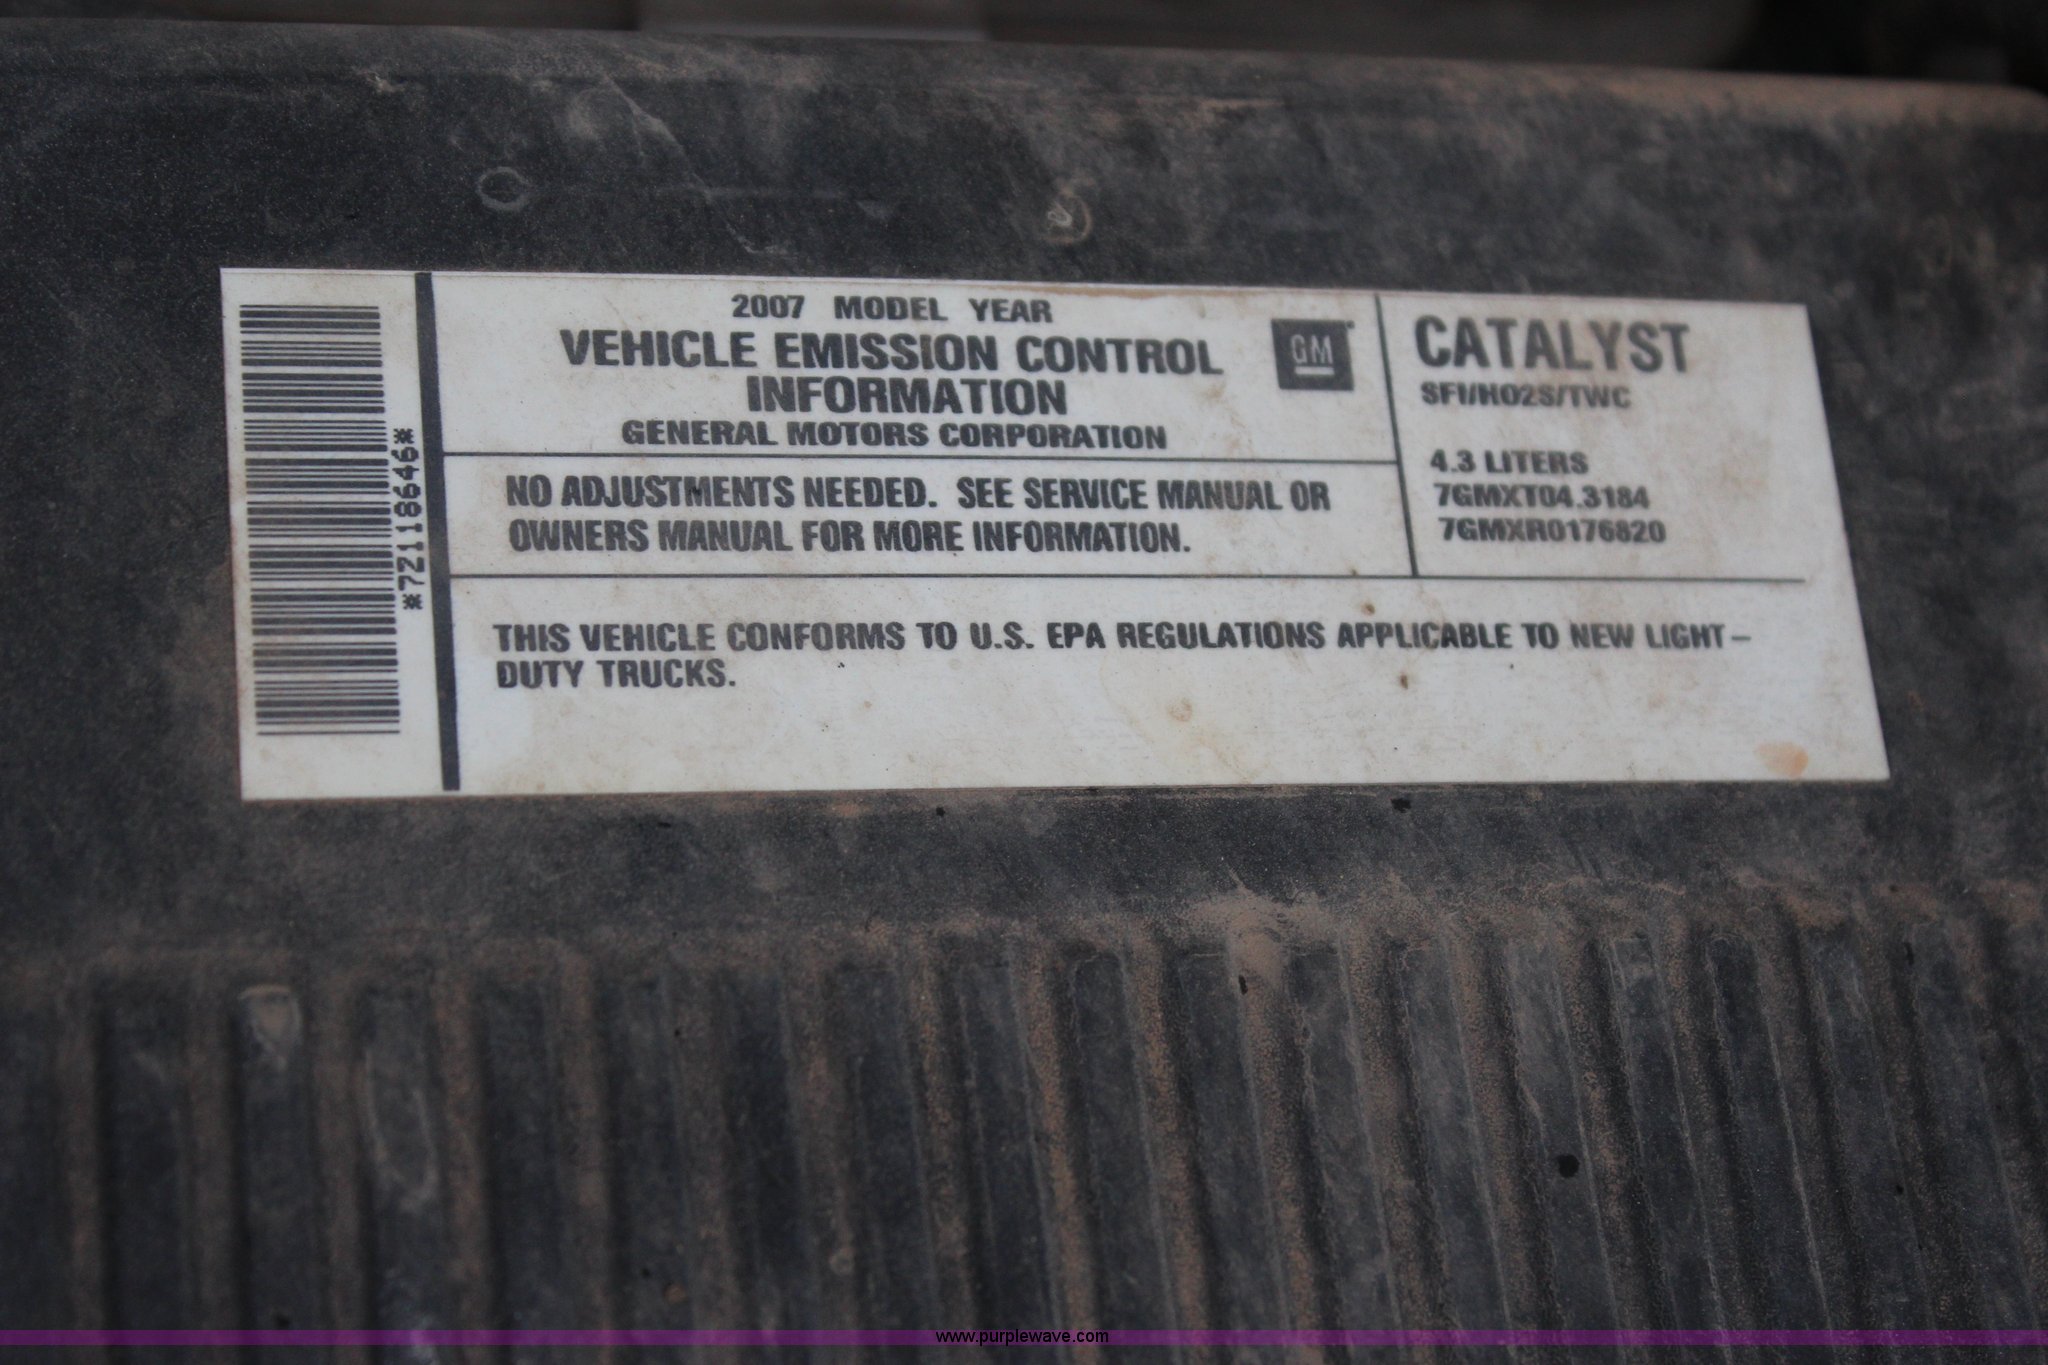 *72118646*
2007 MODEL YEAR
VEHICLE EMISSION CONTROL
INFORMATION
GENERAL MOTORS CORPORATION
GM
CATALYST
SFI/HO2S/TWC
4.3 LITERS
7GMXT04.3184
7GMXR0176820
NO ADJUSTMENTS NEEDED. SEE SERVICE MANUAL OR
OWNERS MANUAL FOR MORE INFORMATION.
THIS VEHICLE CONFORMS TO U.S. EPA REGULATIONS APPLICABLE TO NEW LIGHT-
DUTY TRUCKS.
www.purplewave.com